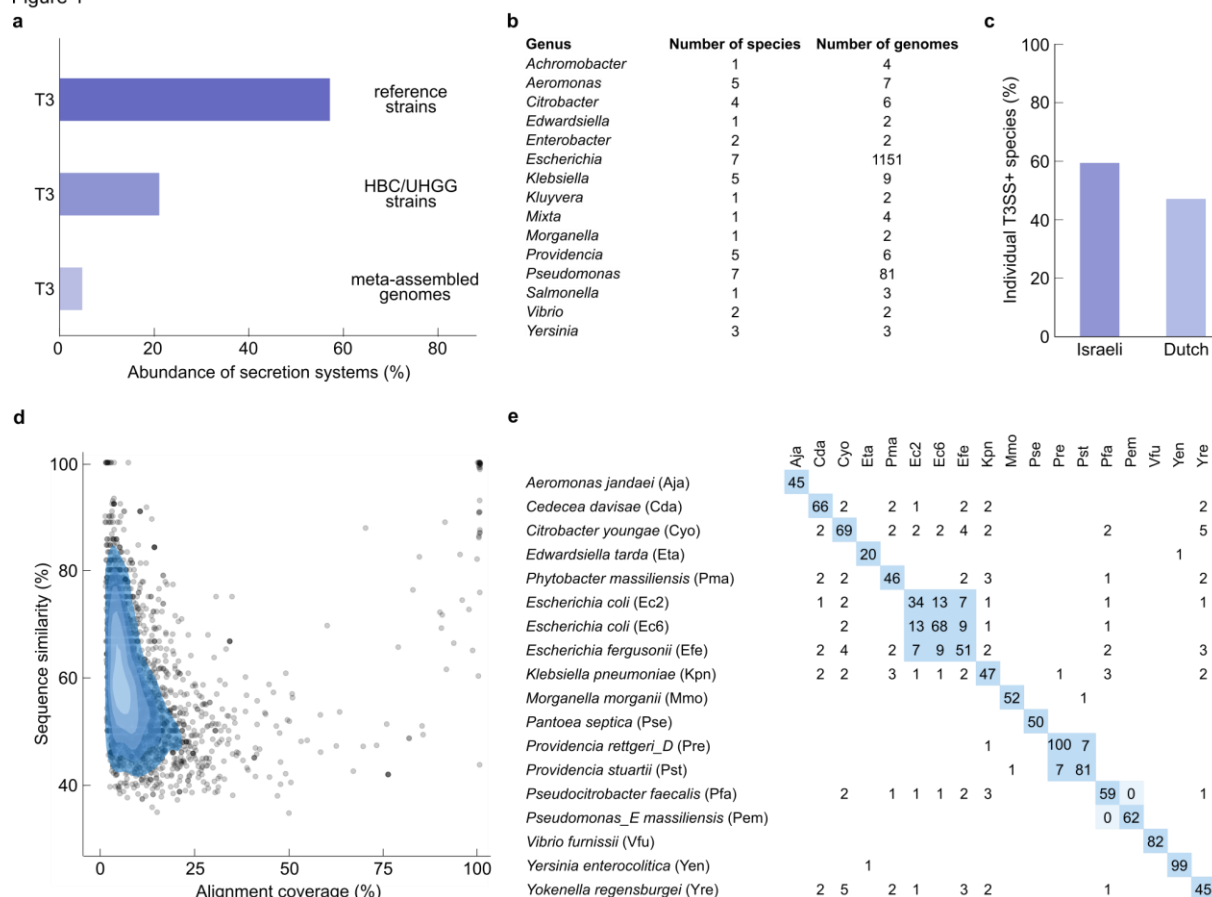 Figure 1
a
T3
reference
strains
T3
HBC/UHGG
strains
T3
meta-assembled
genomes
0 20 40 60 80
Abundance of secretion systems (%)
b
Genus Number of species Number of genomes
Achromobacter 1 4
Aeromonas 5 7
Citrobacter 4 6
Edwardsiella 1 2
Enterobacter 2 2
Escherichia 7 1151
Klebsiella 5 9
Kluyvera 1 2
Mixta 1 4
Morganella 1 2
Providencia 5 6
Pseudomonas 7 81
Salmonella 1 3
Vibrio 2 2
Yersinia 3 3
c
Individual T3SS+ species (%)
100
80
60
40
20
0
Israeli Dutch
d
Sequence similarity (%)
100
80
60
40
0 25 50 75 100
Alignment coverage (%)
e
Aja Cda Cyo Eta Pma Ec2 Ec6 Efe Kpn Mmo Pse Pre Pst Pfa Pem Vfu Yen Yre
Aeromonas jandaei (Aja) 45
Cedecea davisae (Cda) 66 2 2 1 2 2 2
Citrobacter youngae (Cyo) 2 69 2 2 2 4 2 2 5
Edwardsiella tarda (Eta) 20 1
Phytobacter massiliensis (Pma) 2 2 46 2 3 1 2
Escherichia coli (Ec2) 1 2 34 13 7 1 1 1
Escherichia coli (Ec6) 2 13 68 9 1 1
Escherichia fergusonii (Efe) 2 4 2 7 9 51 2 2 3
Klebsiella pneumoniae (Kpn) 2 2 3 1 1 2 47 1 3 2
Morganella morganii (Mmo) 52 1
Pantoea septica (Pse) 50
Providencia rettgeri_D (Pre) 1 100 7
Providencia stuartii (Pst) 1 7 81
Pseudocitrobacter faecalis (Pfa) 2 1 1 1 2 3 59 0 1
Pseudomonas_E massiliensis (Pem) 0 62
Vibrio furnissii (Vfu) 82
Yersinia enterocolitica (Yen) 1 99
Yokenella regensburgei (Yre) 2 5 2 1 3 2 1 45